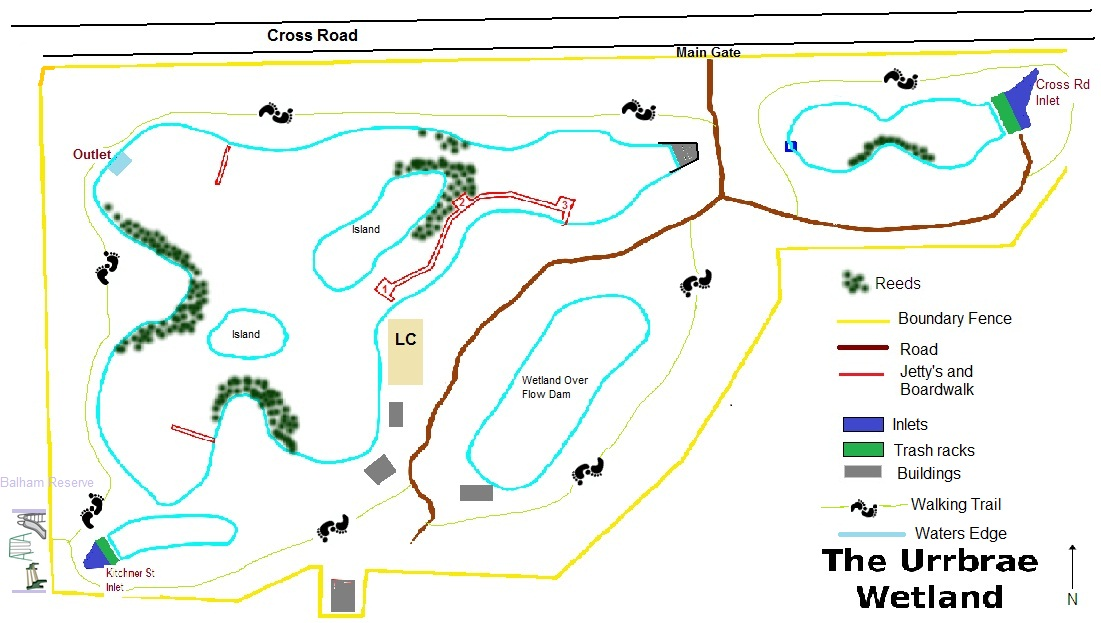 Cross Road
Main Gate
Cross Rd
Inlet
Outlet
2
3
Island
1
Island
LC
Wetland Over
Flow Dam
Reeds
Boundary Fence
Road
Jetty's and
Boardwalk
Inlets
Trash racks
Buildings
Walking Trail
Waters Edge
Balham Reserve
Kitchner St
Inlet
The Urrbrae
Wetland
N